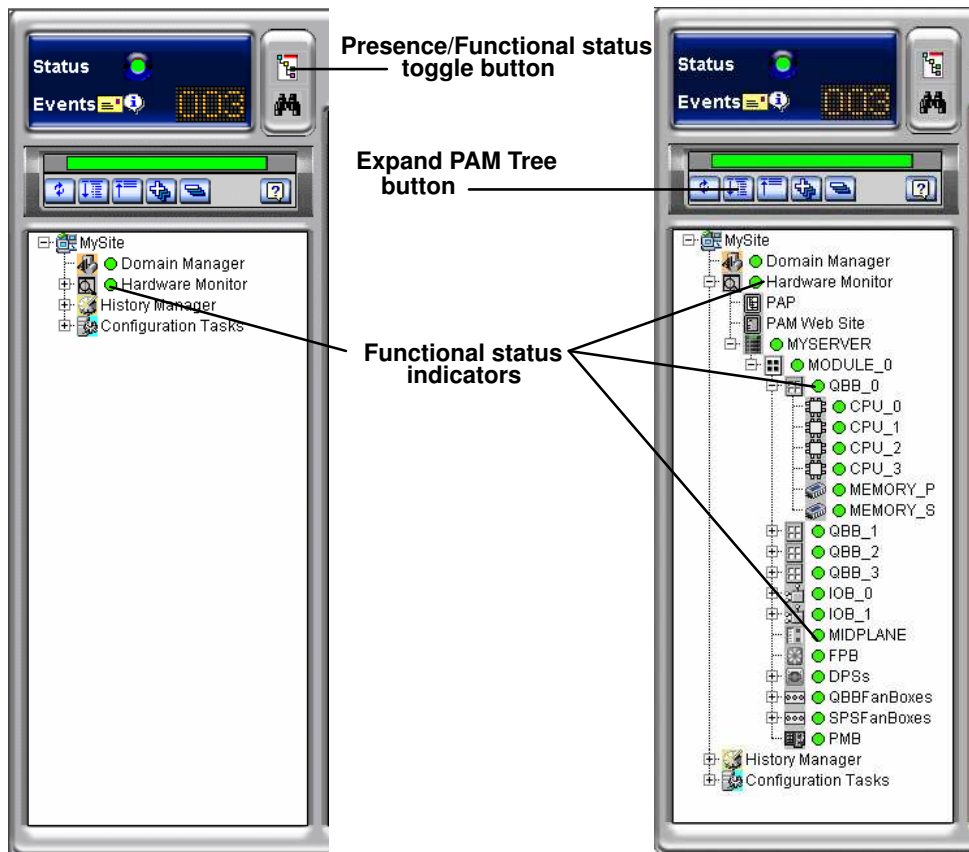 Status
Events
003
MySite
Domain Manager
Hardware Monitor
History Manager
Configuration Tasks
Presence/Functional status
toggle button
Expand PAM Tree
button
Functional status
indicators
Status
Events
003
MySite
Domain Manager
Hardware Monitor
PAP
PAM Web Site
MYSERVER
MODULE_0
QBB_0
CPU_0
CPU_1
CPU_2
CPU_3
MEMORY_P
MEMORY_S
QBB_1
QBB_2
QBB_3
IOB_0
IOB_1
MIDPLANE
FPB
DPSs
QBBFanBoxes
SPSFanBoxes
PMB
History Manager
Configuration Tasks